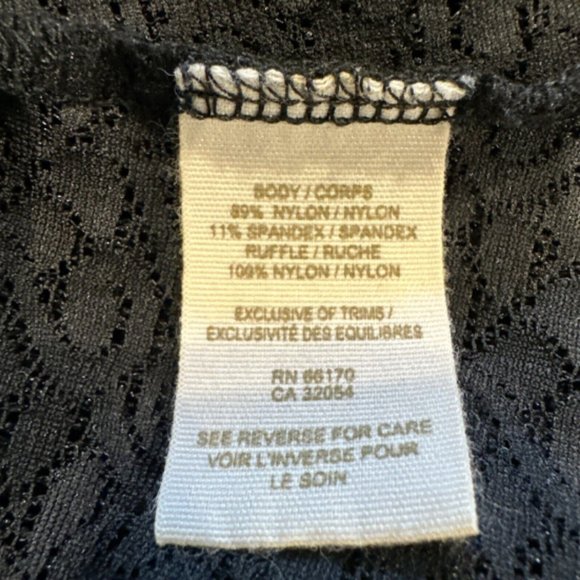 BODY / CORPS
89% NYLON / NYLON
11% SPANDEX / SPANDEX
RUFFLE / RUCHE
100% NYLON / NYLON
EXCLUSIVE OF TRIMS /
EXCLUSIVITÉ DES EQUILIBRES
RN 66170
CA 32054
SEE REVERSE FOR CARE
VOIR L'INVERSE POUR
LE SOIN